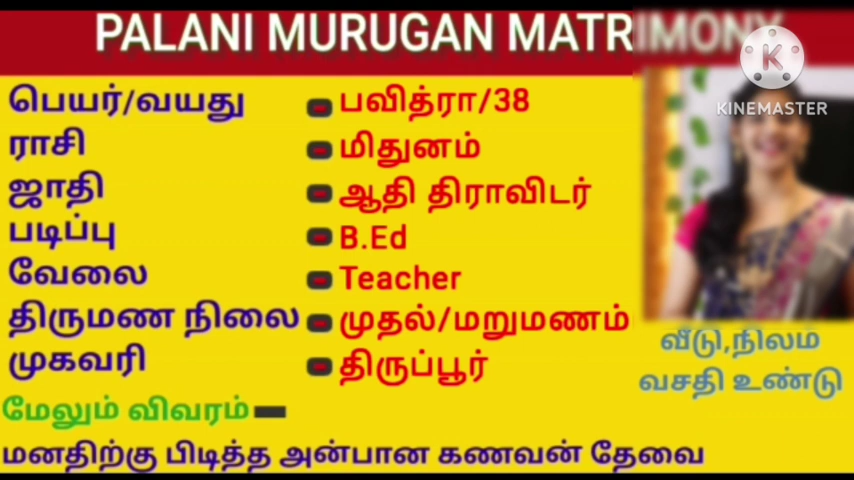 PALANI MURUGAN MATRIMONY
KINEMASTER
பெயர்/வயது - பவித்ரா/38
ராசி - மிதுனம்
ஜாதி - ஆதி திராவிடர்
படிப்பு - B.Ed
வேலை - Teacher
திருமண நிலை - முதல்/மறுமணம்
முகவரி - திருப்பூர்
வீடு,நிலம்
வசதி உண்டு
மேலும் விவரம்-
மனதிற்கு பிடித்த அன்பான கணவன் தேவை